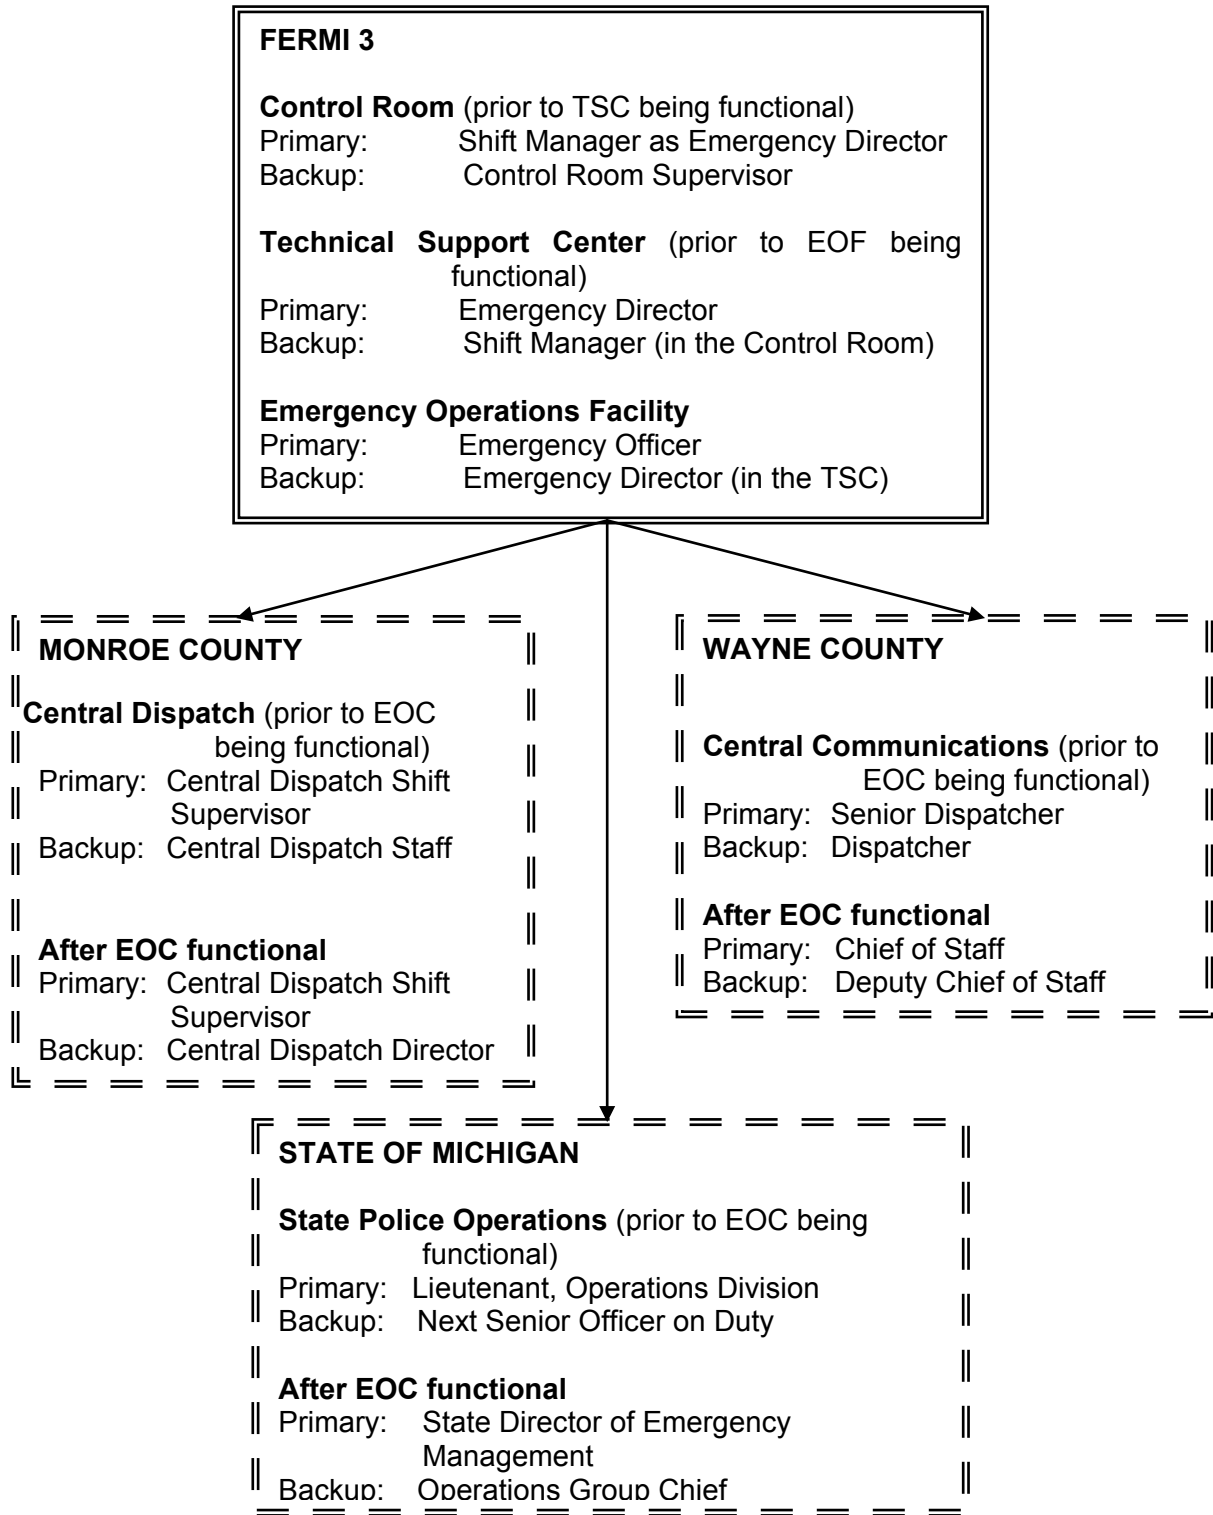 FERMI 3
Control Room (prior to TSC being functional)
Primary: Shift Manager as Emergency Director
Backup: Control Room Supervisor
Technical Support Center (prior to EOF being
functional)
Primary: Emergency Director
Backup: Shift Manager (in the Control Room)
Emergency Operations Facility
Primary: Emergency Officer
Backup: Emergency Director (in the TSC)
MONROE COUNTY
Central Dispatch (prior to EOC
being functional)
Primary: Central Dispatch Shift
Supervisor
Backup: Central Dispatch Staff
After EOC functional
Primary: Central Dispatch Shift
Supervisor
Backup: Central Dispatch Director
WAYNE COUNTY
Central Communications (prior to
EOC being functional)
Primary: Senior Dispatcher
Backup: Dispatcher
After EOC functional
Primary: Chief of Staff
Backup: Deputy Chief of Staff
STATE OF MICHIGAN
State Police Operations (prior to EOC being
functional)
Primary: Lieutenant, Operations Division
Backup: Next Senior Officer on Duty
After EOC functional
Primary: State Director of Emergency
Management
Backup: Operations Group Chief